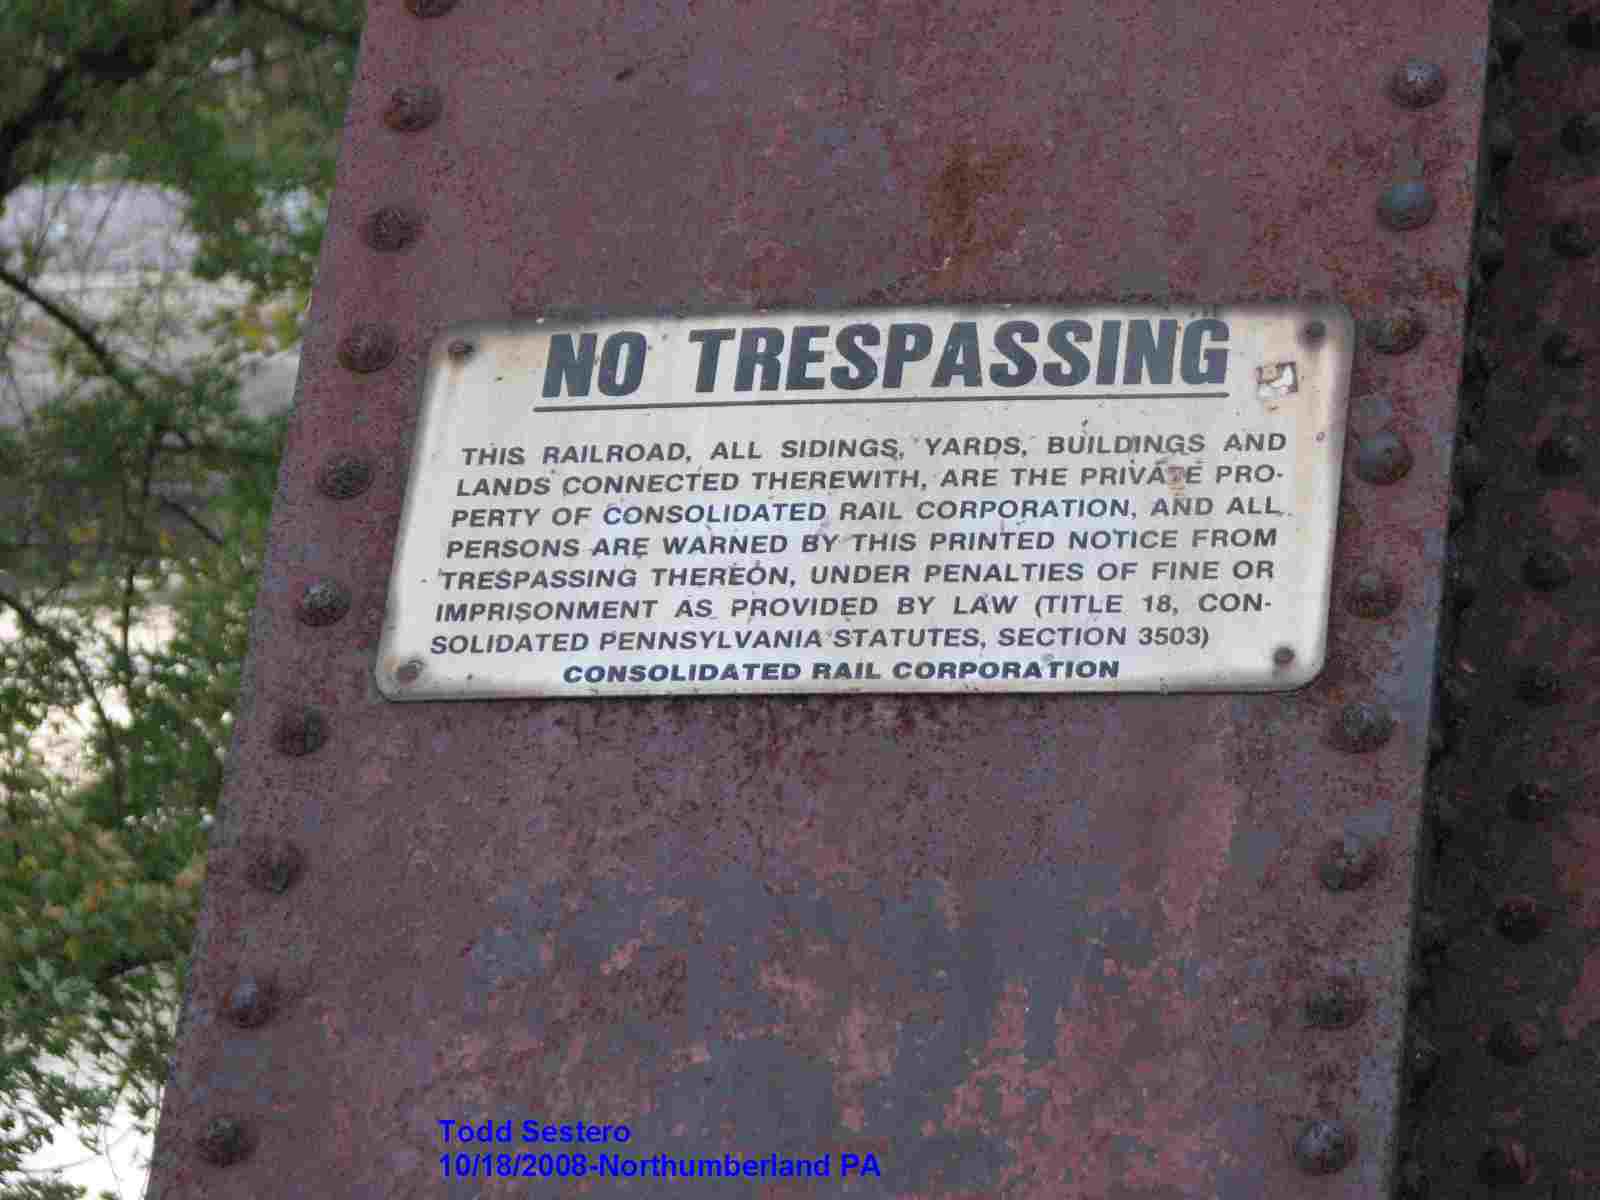 NO TRESPASSING
THIS RAILROAD, ALL SIDINGS, YARDS, BUILDINGS AND
LANDS CONNECTED THEREWITH, ARE THE PRIVATE PRO-
PERTY OF CONSOLIDATED RAIL CORPORATION, AND ALL
PERSONS ARE WARNED BY THIS PRINTED NOTICE FROM
TRESPASSING THEREON, UNDER PENALTIES OF FINE OR
IMPRISONMENT AS PROVIDED BY LAW (TITLE 18, CON-
SOLIDATED PENNSYLVANIA STATUTES, SECTION 3503)
CONSOLIDATED RAIL CORPORATION
Todd Sestero
10/18/2008-Northumberland PA